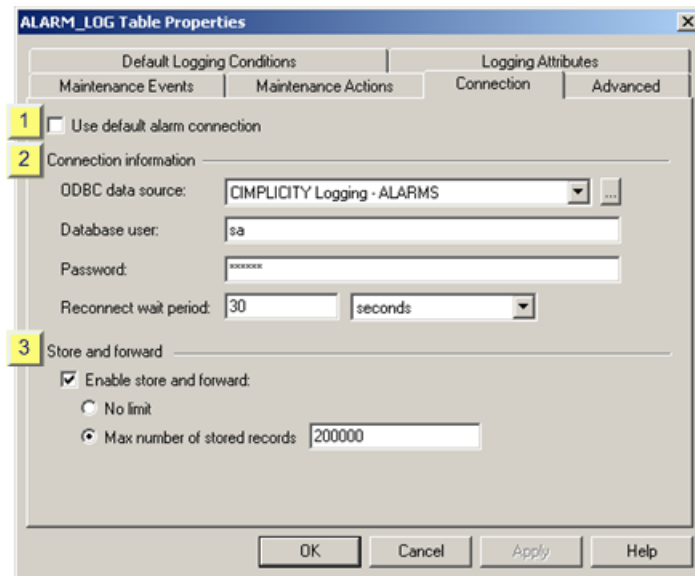 ALARM_LOG Table Properties
Default Logging Conditions
Logging Attributes
Maintenance Events
Maintenance Actions
Connection
Advanced
1
Use default alarm connection
2
Connection information
ODBC data source:
CIMPLICITY Logging - ALARMS
...
Database user:
sa
Password:
******
Reconnect wait period:
30
seconds
3
Store and forward
Enable store and forward:
No limit
Max number of stored records
200000
OK
Cancel
Apply
Help